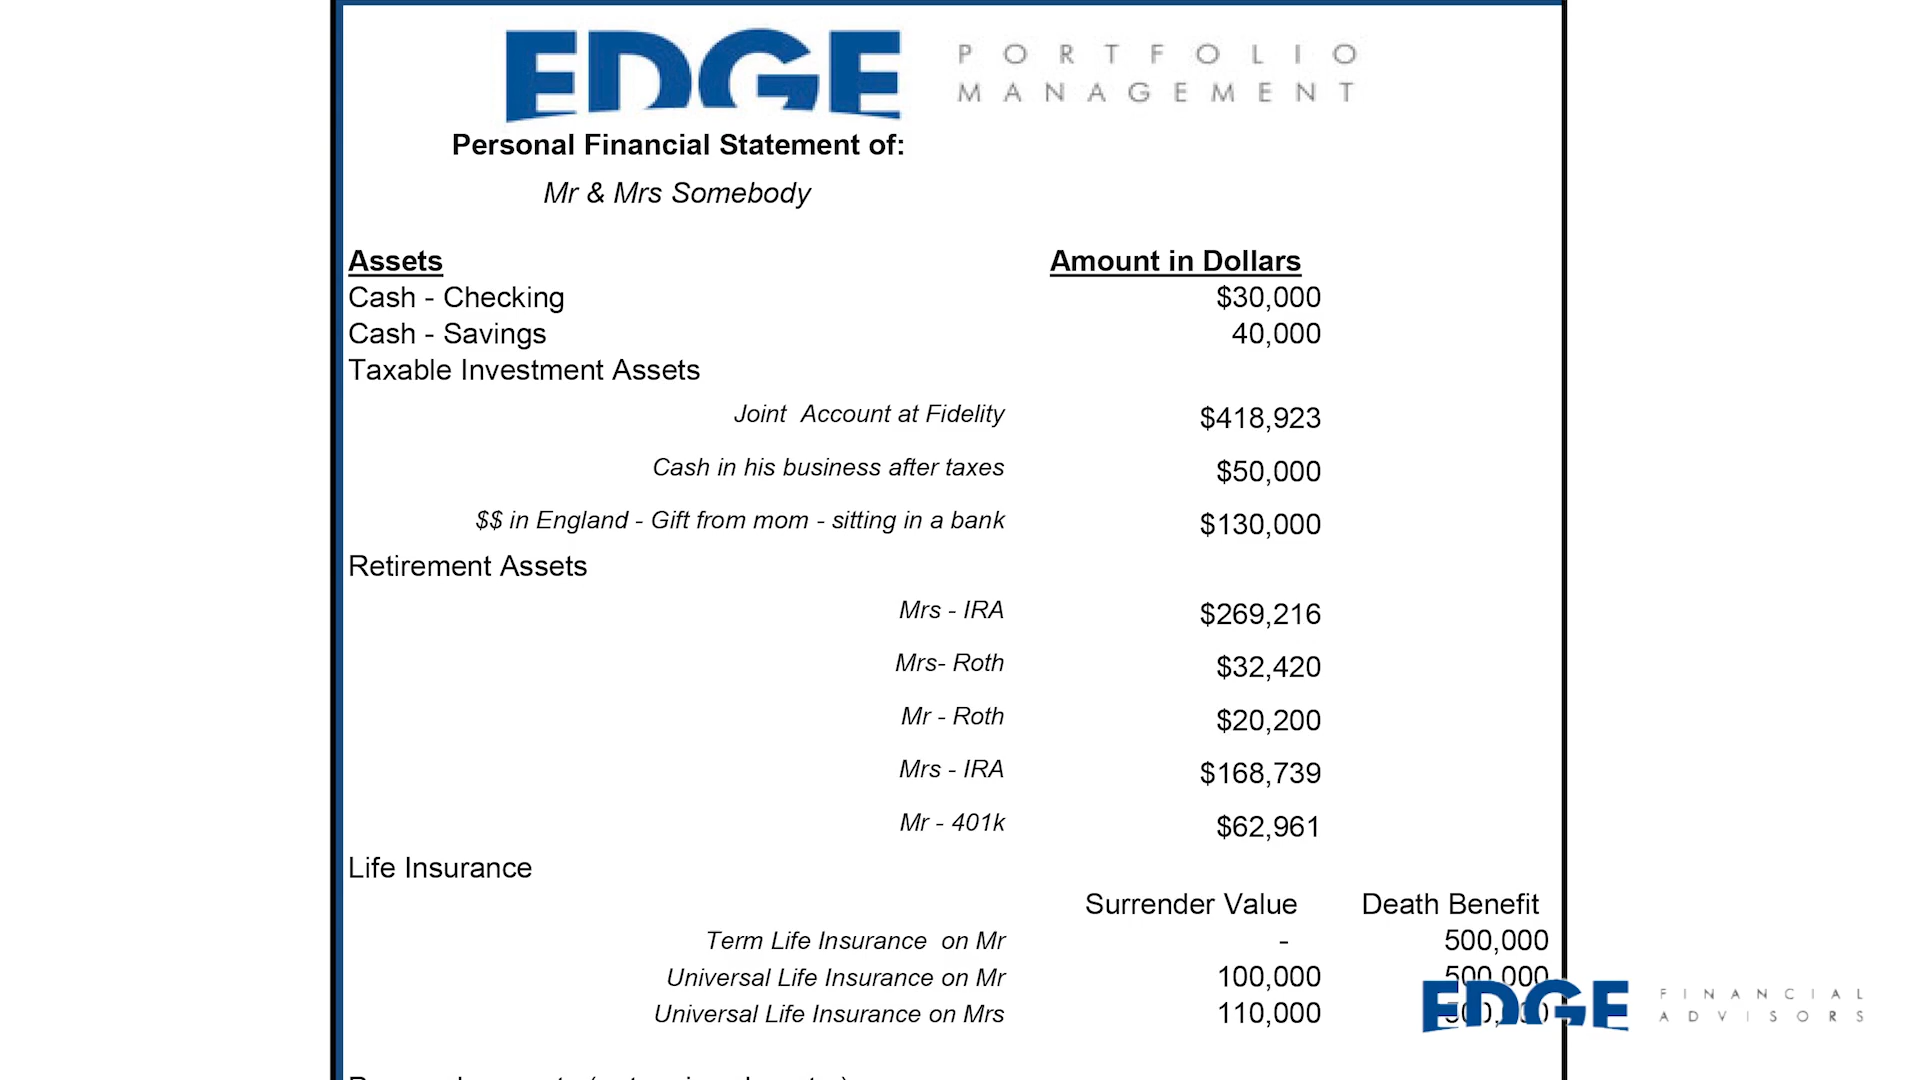 EDGE PORTFOLIO
MANAGEMENT
Personal Financial Statement of:
Mr & Mrs Somebody
Assets Amount in Dollars
Cash - Checking $30,000
Cash - Savings 40,000
Taxable Investment Assets
Joint Account at Fidelity $418,923
Cash in his business after taxes $50,000
$$ in England - Gift from mom - sitting in a bank $130,000
Retirement Assets
Mrs - IRA $269,216
Mrs- Roth $32,420
Mr - Roth $20,200
Mrs - IRA $168,739
Mr - 401k $62,961
Life Insurance
Surrender Value Death Benefit
Term Life Insurance on Mr - 500,000
Universal Life Insurance on Mr 100,000 500,000
Universal Life Insurance on Mrs 110,000
EDGE FINANCIAL
ADVISORS